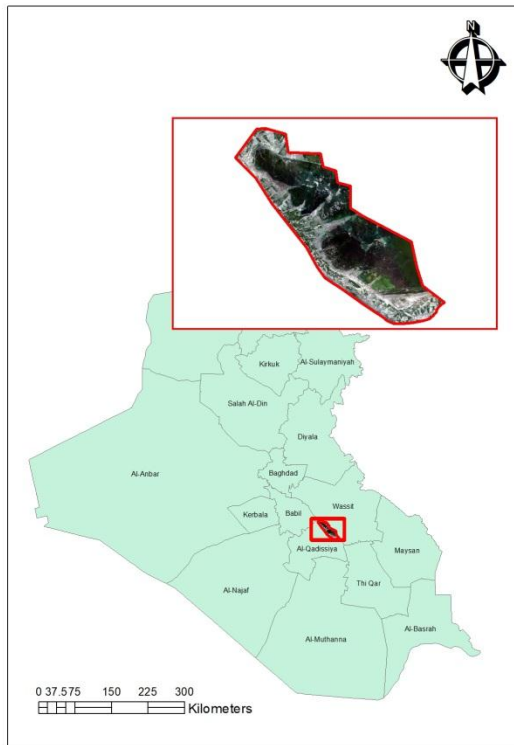 N
Kirkuk
Al-Sulaymaniyah
Salah Al-Din
Diyala
Al-Anbar
Baghdad
Wassit
Kerbala
Babil
Al-Qadissiya
Maysan
Thi Qar
Al-Najaf
Al-Basrah
Al-Muthanna
0 37.575 150 225 300
Kilometers